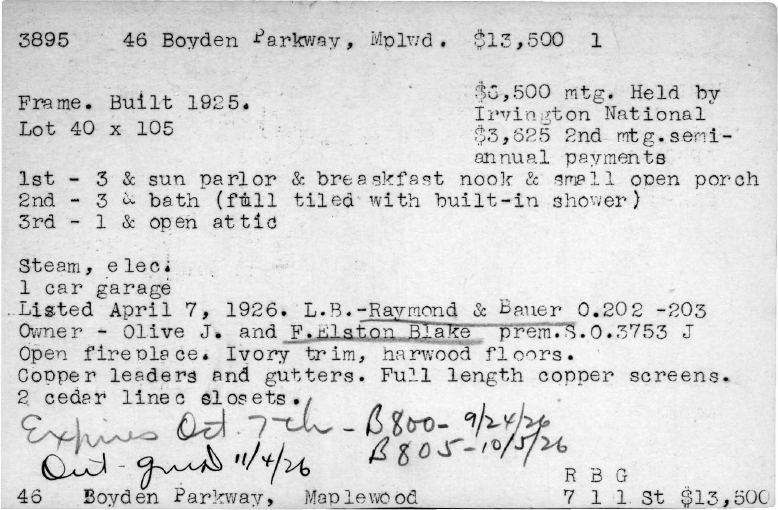 3895 46 Boyden Parkway, Mplwd. $13,500 1
$6,500 mtg. Held by
Frame. Built 1925. Irvington National
Lot 40 x 105 $3,625 2nd mtg.semi-
annual payments
1st - 3 & sun parlor & breaskfast nook & small open porch
2nd - 3 & bath (full tiled with built-in shower)
3rd - 1 & open attic
Steam, elec.
1 car garage
Listed April 7, 1926. L.B.-Raymond & Bauer O.202 -203
Owner - Olive J. and F.Elston Blake prem.S.O.3753 J
Open fireplace. Ivory trim, harwood floors.
Copper leaders and gutters. Full length copper screens.
2 cedar linec slosets.
Expires Oct. 7th - B800- 9/24/26
B805-10/5/26
Out - 11/4/26
R B G
46 Boyden Parkway, Maplewood 7 1 1 St $13,500